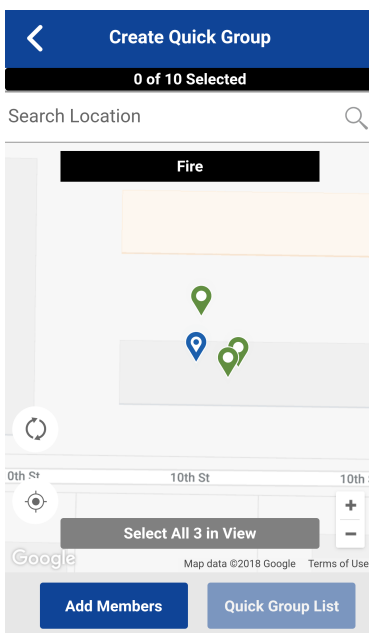 Create Quick Group
0 of 10 Selected
Search Location
Fire
0th St 10th St 10th
Select All 3 in View
Google
Map data ©2018 Google Terms of Use
Add Members Quick Group List